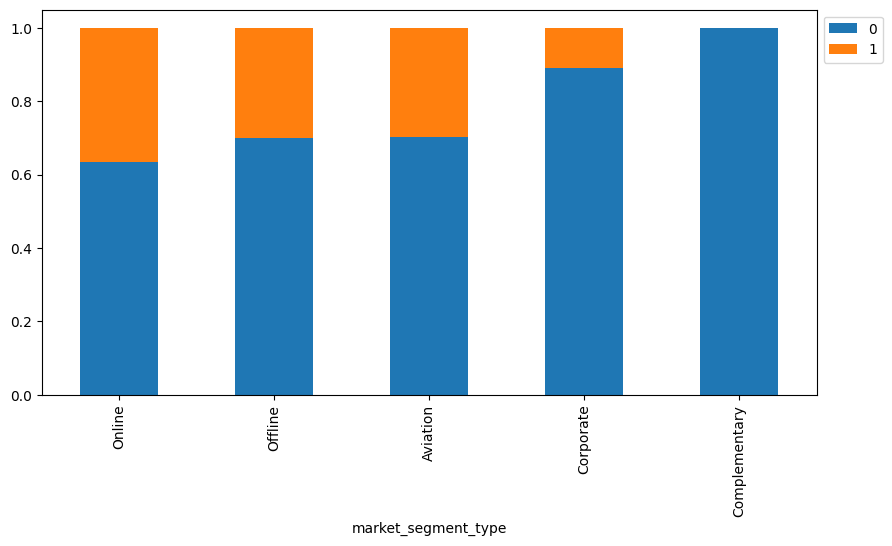 1.0
0.8
0.6
0.4
0.2
0.0
Online
Offline
Aviation
Corporate
Complementary
market_segment_type
0
1